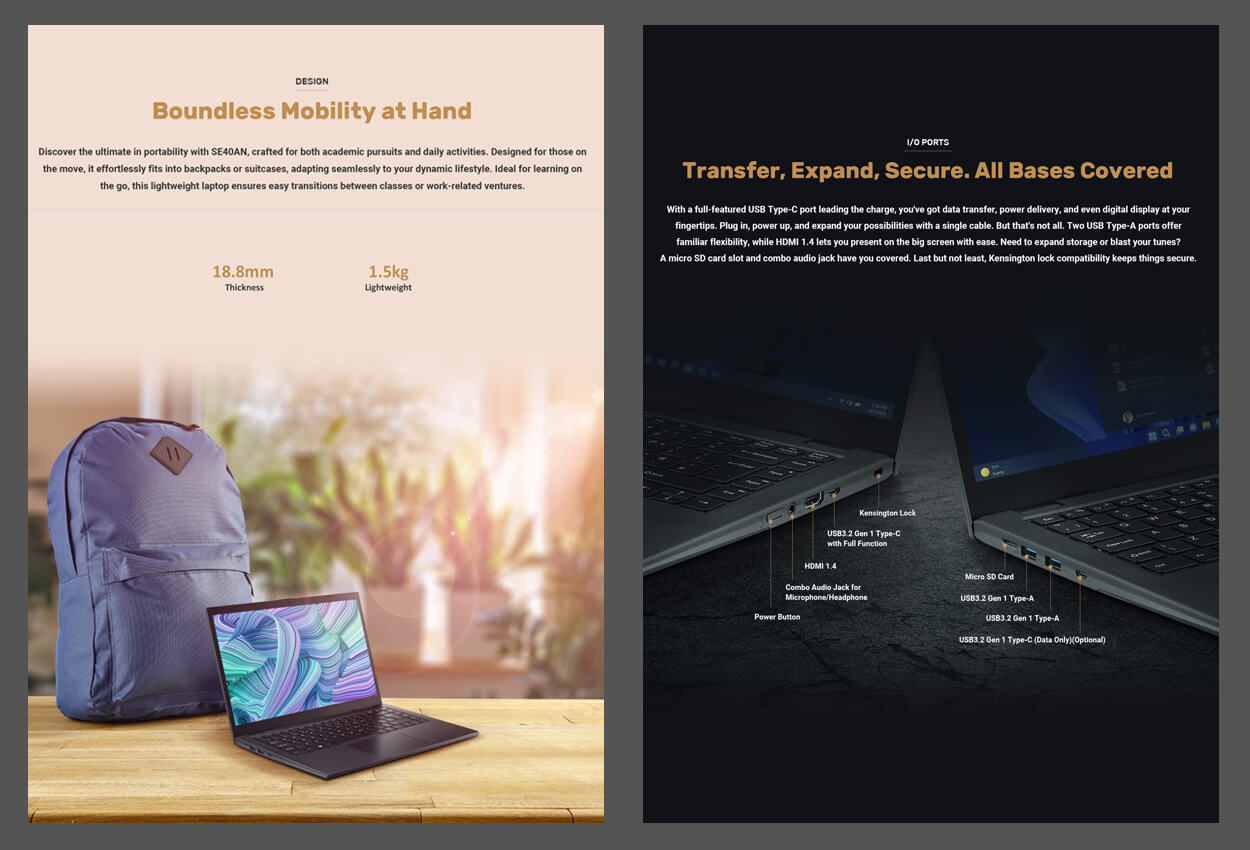 DESIGN
Boundless Mobility at Hand
Discover the ultimate in portability with SE40AN, crafted for both academic pursuits and daily activities. Designed for those on
the move, it effortlessly fits into backpacks or suitcases, adapting seamlessly to your dynamic lifestyle. Ideal for learning on
the go, this lightweight laptop ensures easy transitions between classes or work-related ventures.
18.8mm
Thickness
1.5kg
Lightweight
I/O PORTS
Transfer, Expand, Secure. All Bases Covered
With a full-featured USB Type-C port leading the charge, you've got data transfer, power delivery, and even digital display at your
fingertips. Plug in, power up, and expand your possibilities with a single cable. But that's not all. Two USB Type-A ports offer
familiar flexibility, while HDMI 1.4 lets you present on the big screen with ease. Need to expand storage or blast your tunes?
A micro SD card slot and combo audio jack have you covered. Last but not least, Kensington lock compatibility keeps things secure.
Kensington Lock
USB3.2 Gen 1 Type-C
with Full Function
HDMI 1.4
Combo Audio Jack for
Microphone/Headphone
Power Button
Micro SD Card
USB3.2 Gen 1 Type-A
USB3.2 Gen 1 Type-A
USB3.2 Gen 1 Type-C (Data Only)(Optional)